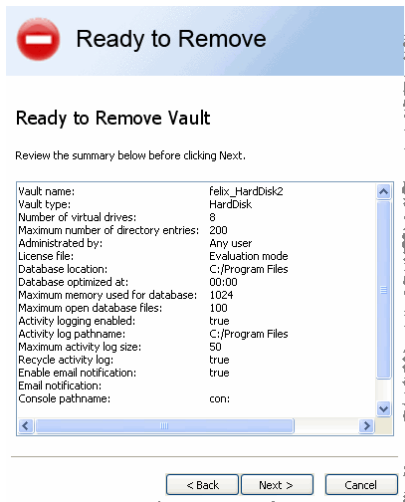 Ready to Remove
Ready to Remove Vault
Review the summary below before clicking Next.
Vault name: felix_HardDisk2
Vault type: HardDisk
Number of virtual drives: 8
Maximum number of directory entries: 200
Administrated by: Any user
License file: Evaluation mode
Database location: C:/Program Files
Database optimized at: 00:00
Maximum memory used for database: 1024
Maximum open database files: 100
Activity logging enabled: true
Activity log pathname: C:/Program Files
Maximum activity log size: 50
Recycle activity log: true
Enable email notification: true
Email notification:
Console pathname: con:
< Back Next > Cancel